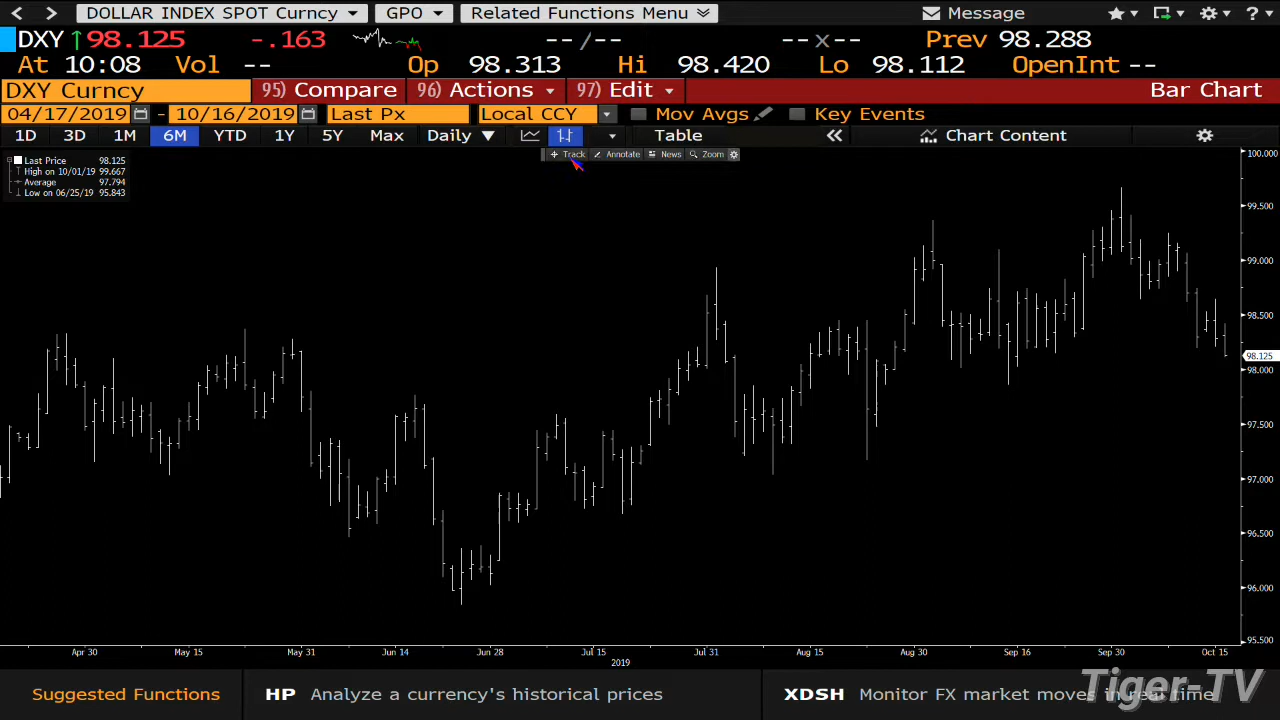 DOLLAR INDEX SPOT Curncy GPO Related Functions Menu Message ?
DXY ↑98.125 -.163 --/-- --x-- Prev 98.288
At 10:08 Vol -- Op 98.313 Hi 98.420 Lo 98.112 OpenInt --
DXY Curncy 95) Compare 96) Actions 97) Edit Bar Chart
04/17/2019 - 10/16/2019 Last Px Local CCY Mov Avgs Key Events
1D 3D 1M 6M YTD 1Y 5Y Max Daily ▼ Table « Chart Content
Track Annotate News Zoom
Last Price 98.125
High on 10/01/19 99.667
Average 97.794
Low on 06/25/19 95.843
100.000
99.500
99.000
98.500
98.125
98.000
97.500
97.000
96.500
96.000
95.500
Apr 30 May 15 May 31 Jun 14 Jun 28 Jul 15 Jul 31 Aug 15 Aug 30 Sep 16 Sep 30 Oct 15
2019
Suggested Functions HP Analyze a currency's historical prices XDSH Monitor FX market moves in real time
Tiger-TV